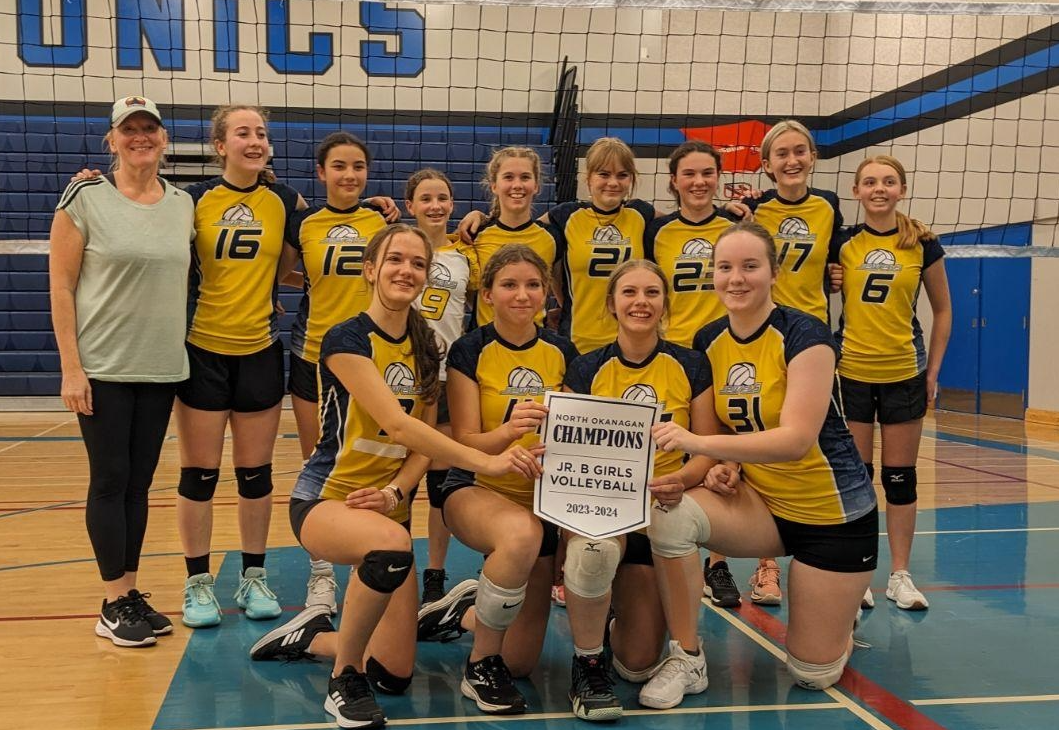 ONICS
16
12
9
21
23
17
6
31
NORTH OKANAGAN
CHAMPIONS
JR. B GIRLS
VOLLEYBALL
2023-2024